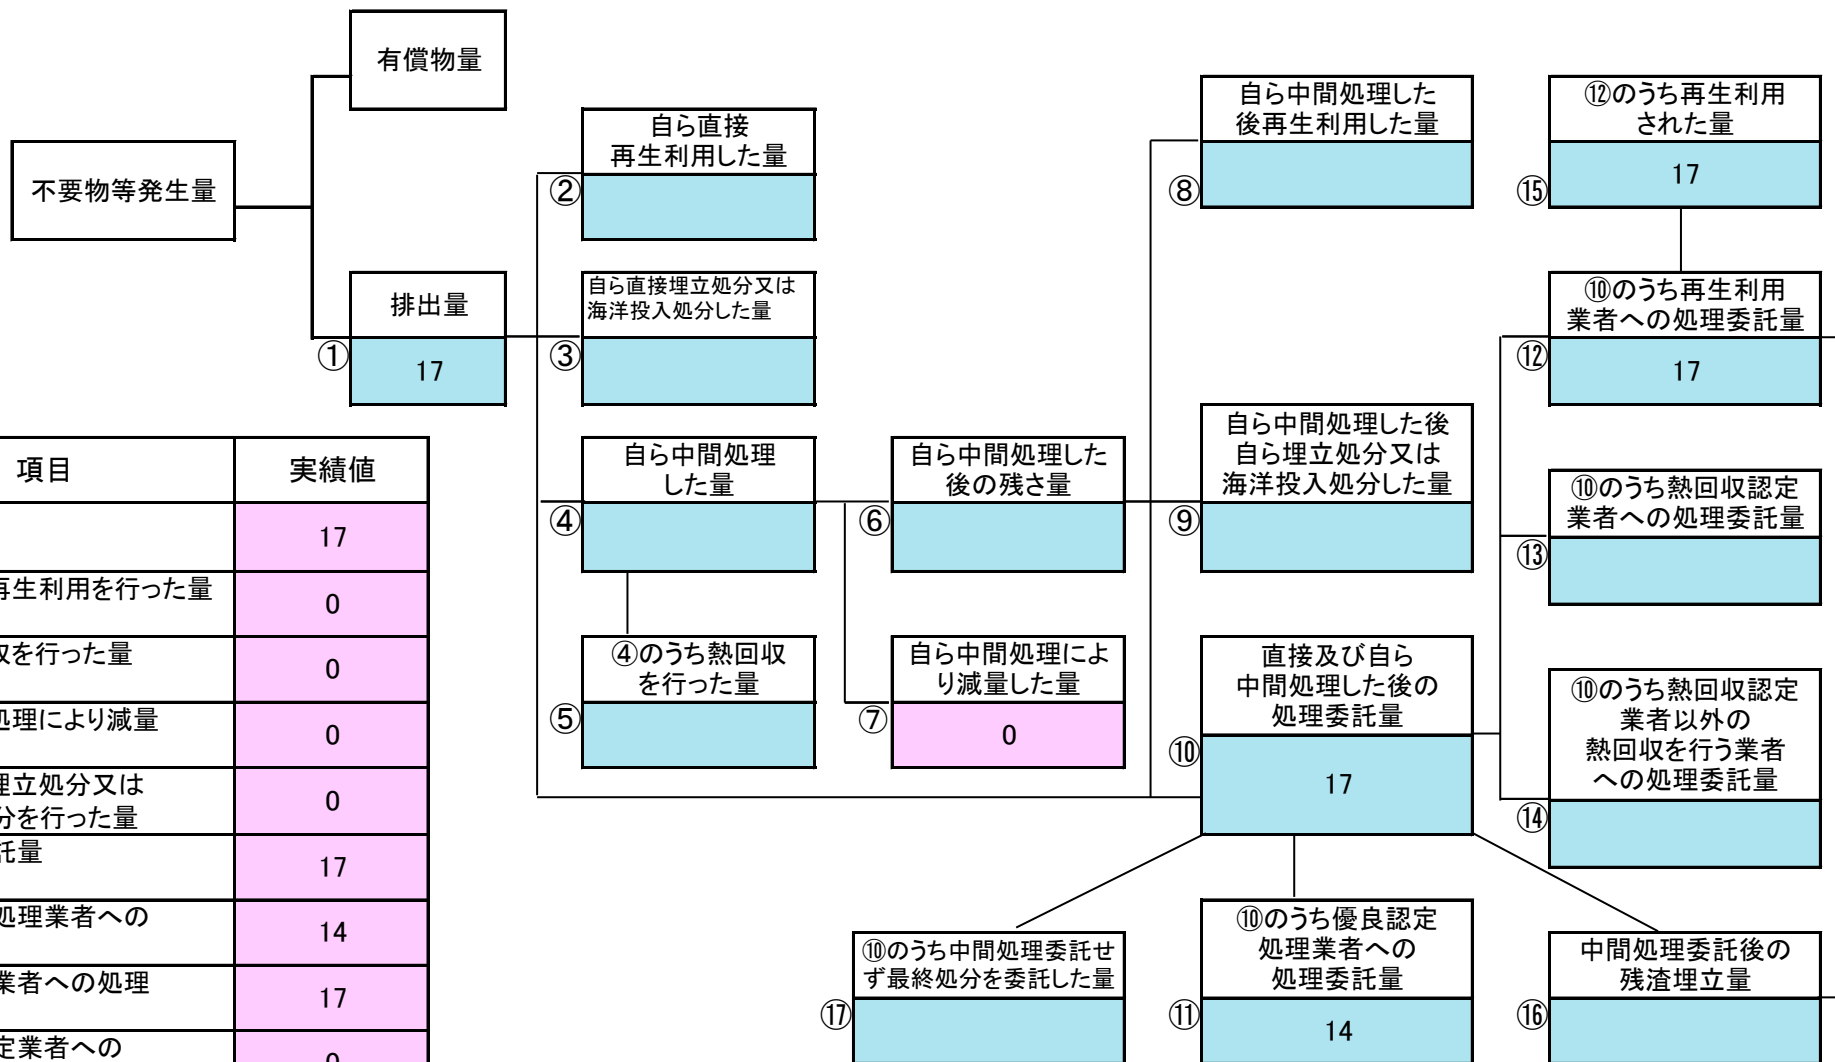 有償物量
不要物等発生量
排出量
①
17
自ら直接
再生利用した量
②
自ら直接埋立処分又は
海洋投入処分した量
③
自ら中間処理
した量
④
④のうち熱回収
を行った量
⑤
自ら中間処理した
後の残さ量
⑥
自ら中間処理によ
り減量した量
⑦
0
自ら中間処理した
後再生利用した量
⑧
自ら中間処理した後
自ら埋立処分又は
海洋投入処分した量
⑨
直接及び自ら
中間処理した後の
処理委託量
⑩
17
⑩のうち優良認定
処理業者への
処理委託量
⑪
14
⑫のうち再生利用
された量
⑮
17
⑩のうち再生利用
業者への処理委託量
⑫
17
⑩のうち熱回収認定
業者への処理委託量
⑬
⑩のうち熱回収認定
業者以外の
熱回収を行う業者
への処理委託量
⑭
中間処理委託後の
残渣埋立量
⑯
⑩のうち中間処理委託せ
ず最終処分を委託した量
⑰
項目 実績値
17
再生利用を行った量 0
を行った量 0
処理により減量 0
埋立処分又は
分を行った量 0
託量 17
処理業者への 14
業者への処理 17
定業者への 0